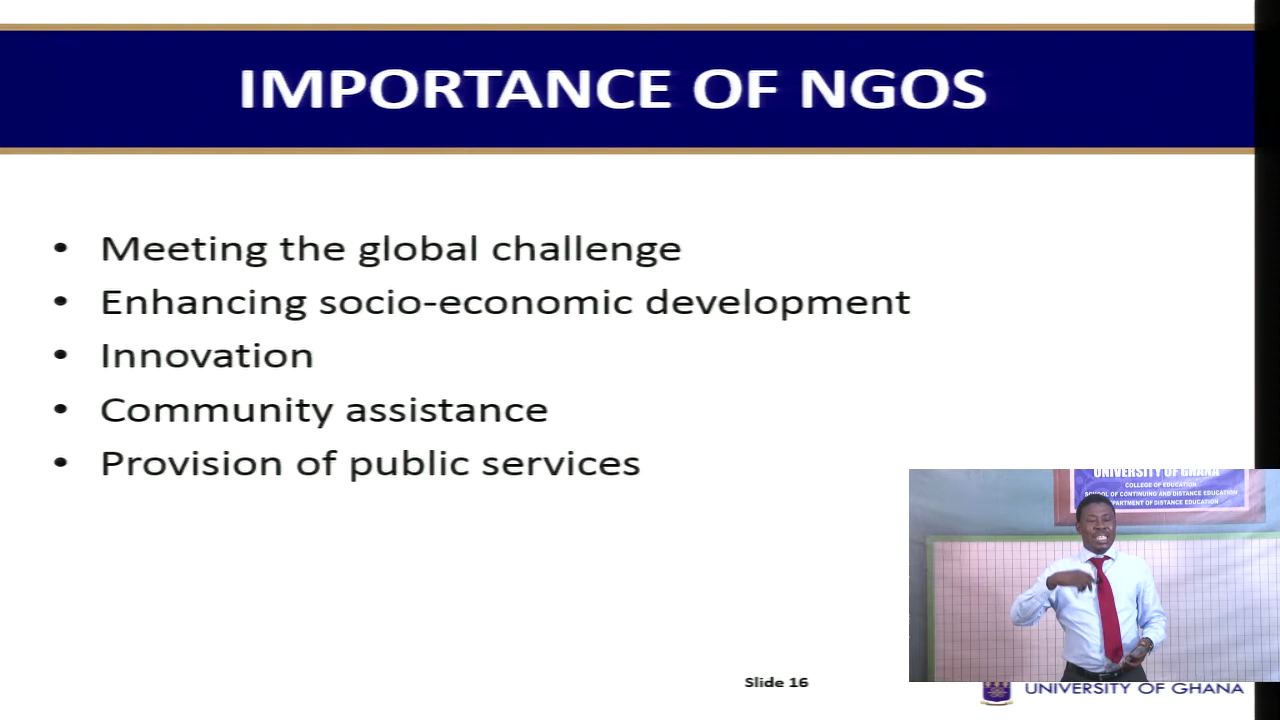 IMPORTANCE OF NGOS
• Meeting the global challenge
• Enhancing socio-economic development
• Innovation
• Community assistance
• Provision of public services
UNIVERSITY OF GHANA
COLLEGE OF EDUCATION
SCHOOL OF CONTINUING AND DISTANCE EDUCATION
DEPARTMENT OF DISTANCE EDUCATION
Slide 16
UNIVERSITY OF GHANA